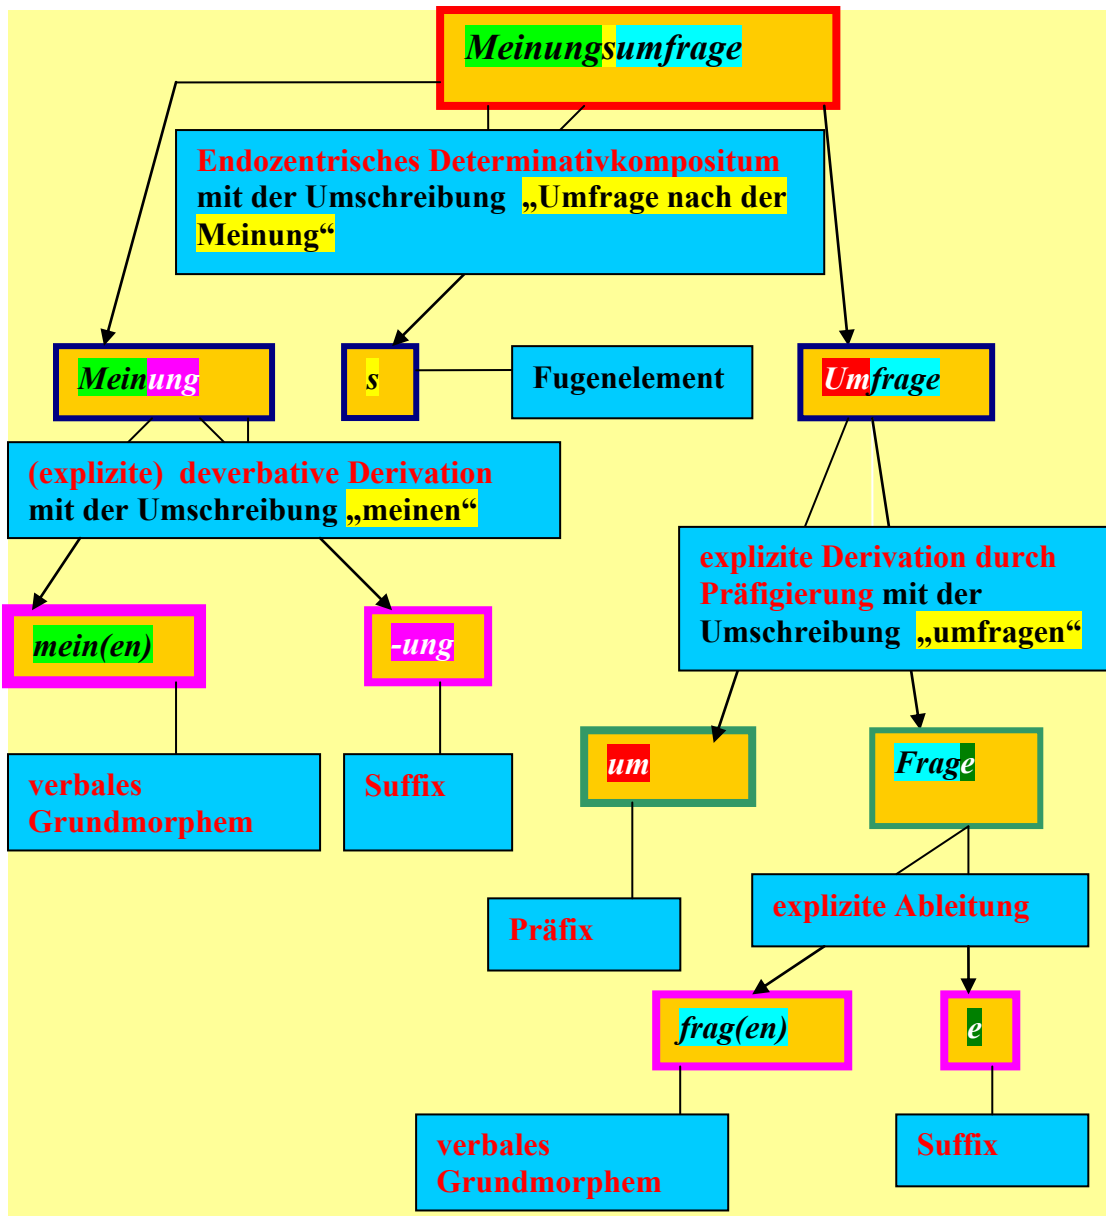 Meinungsumfrage
Endozentrisches Determinativkompositum
mit der Umschreibung „Umfrage nach der
Meinung“
Meinung
s
Fugenelement
Umfrage
(explizite) deverbative Derivation
mit der Umschreibung „meinen“
explizite Derivation durch
Präfigierung mit der
Umschreibung „umfragen“
mein(en)
-ung
um
Frage
verbales
Grundmorphem
Suffix
Präfix
explizite Ableitung
frag(en)
e
verbales
Grundmorphem
Suffix